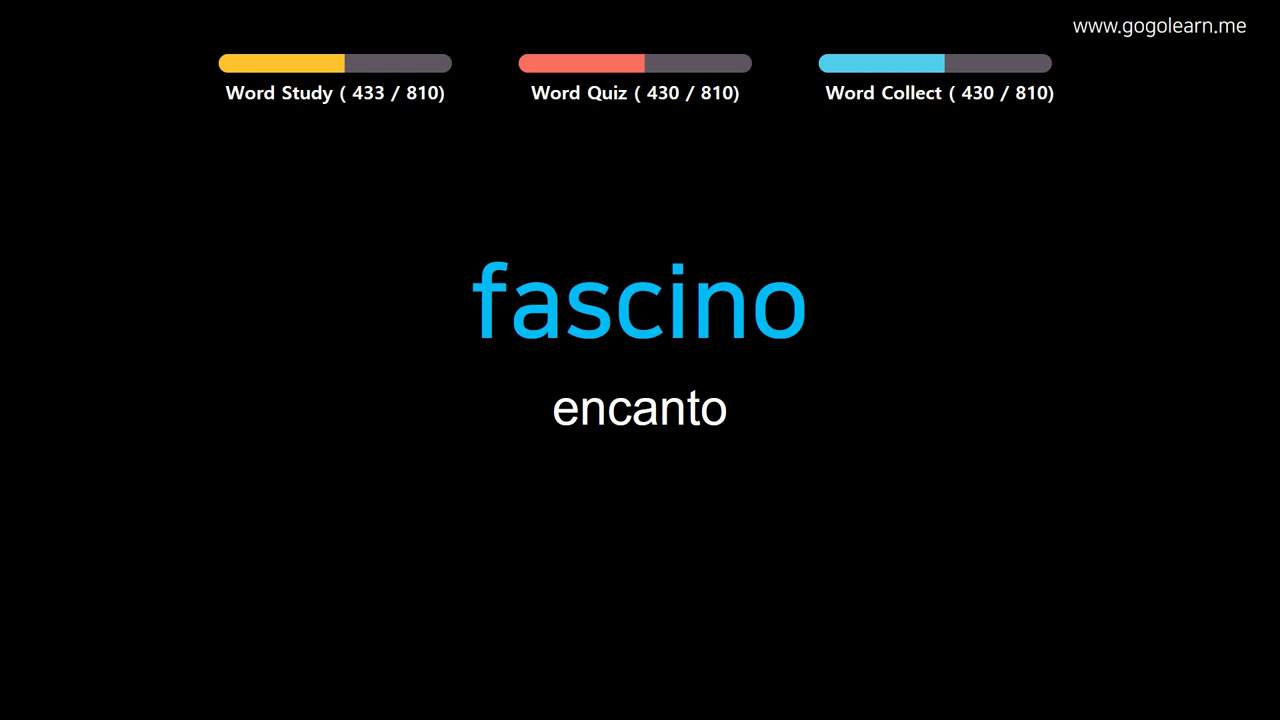 www.gogolearn.me
Word Study ( 433 / 810)
Word Quiz ( 430 / 810)
Word Collect ( 430 / 810)
fascino
encanto